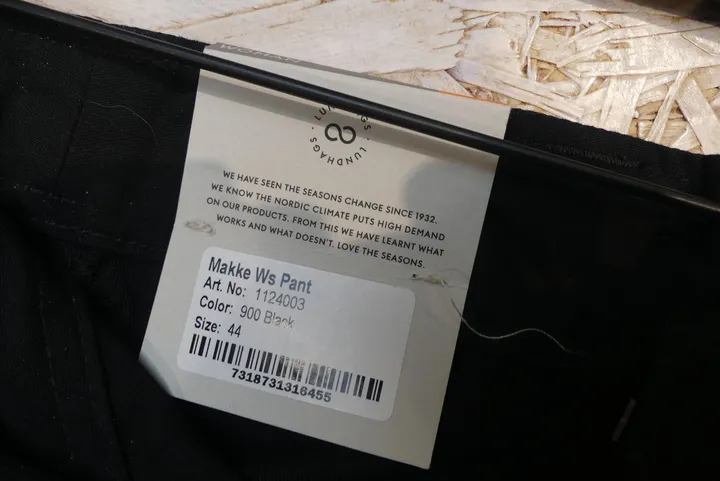 WOMAN
LUNDHAGS · LUNDHAGS
WE HAVE SEEN THE SEASONS CHANGE SINCE 1932.
WE KNOW THE NORDIC CLIMATE PUTS HIGH DEMAND
ON OUR PRODUCTS. FROM THIS WE HAVE LEARNT WHAT
WORKS AND WHAT DOESN'T. LOVE THE SEASONS.
Makke Ws Pant
Art. No: 1124003
Color: 900 Black
Size: 44
7318731316455